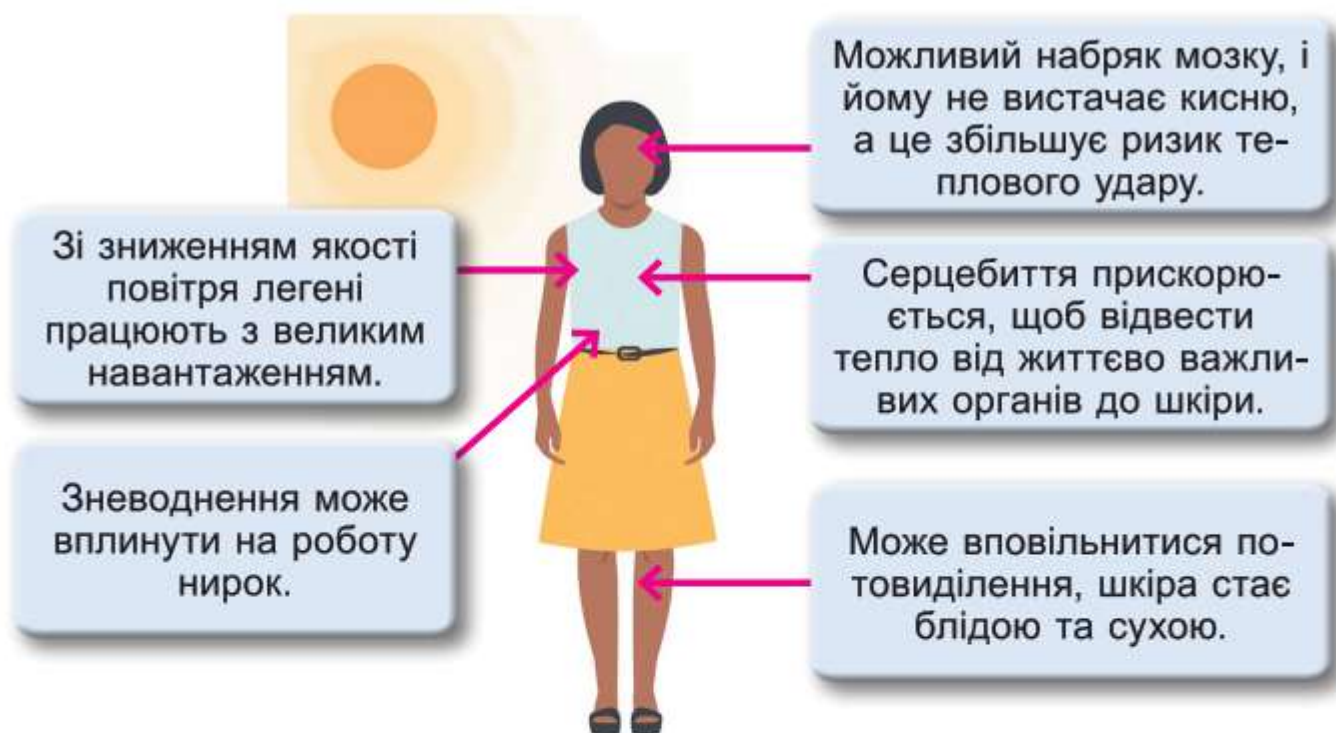 Можливий набряк мозку, і
йому не вистачає кисню,
а це збільшує ризик те-
плового удару.
Зі зниженням якості
повітря легені
працюють з великим
навантаженням.
Серцебиття прискорю-
ється, щоб відвести
тепло від життєво важли-
вих органів до шкіри.
Зневоднення може
вплинути на роботу
нирок.
Може вповільнитися по-
товиділення, шкіра стає
блідою та сухою.